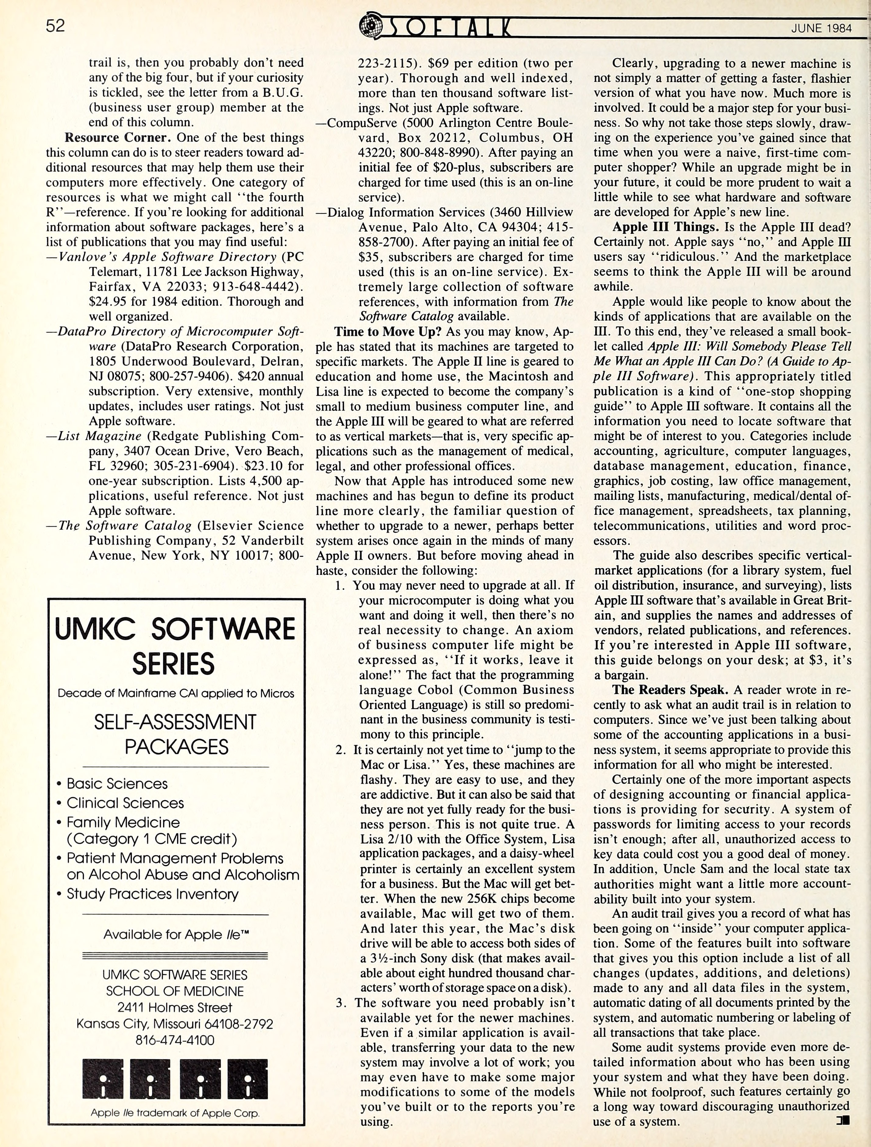 52
SOFTALK
JUNE 1984
trail is, then you probably don't need
any of the big four, but if your curiosity
is tickled, see the letter from a B.U.G.
(business user group) member at the
end of this column.
Resource Corner. One of the best things
this column can do is to steer readers toward ad-
ditional resources that may help them use their
computers more effectively. One category of
resources is what we might call "the fourth
R"—reference. If you're looking for additional
information about software packages, here's a
list of publications that you may find useful:
—Vanlove's Apple Software Directory (PC
Telemart, 11781 Lee Jackson Highway,
Fairfax, VA 22033; 913-648-4442).
$24.95 for 1984 edition. Thorough and
well organized.
—DataPro Directory of Microcomputer Soft-
ware (DataPro Research Corporation,
1805 Underwood Boulevard, Delran,
NJ 08075; 800-257-9406). $420 annual
subscription. Very extensive, monthly
updates, includes user ratings. Not just
Apple software.
—List Magazine (Redgate Publishing Com-
pany, 3407 Ocean Drive, Vero Beach,
FL 32960; 305-231-6904). $23.10 for
one-year subscription. Lists 4,500 ap-
plications, useful reference. Not just
Apple software.
—The Software Catalog (Elsevier Science
Publishing Company, 52 Vanderbilt
Avenue, New York, NY 10017; 800-
UMKC SOFTWARE
SERIES
Decade of Mainframe CAI applied to Micros
SELF-ASSESSMENT
PACKAGES
• Basic Sciences
• Clinical Sciences
• Family Medicine
(Category 1 CME credit)
• Patient Management Problems
on Alcohol Abuse and Alcoholism
• Study Practices Inventory
Available for Apple IIe™
UMKC SOFTWARE SERIES
SCHOOL OF MEDICINE
2411 Holmes Street
Kansas City, Missouri 64108-2792
816-474-4100
Apple IIe trademark of Apple Corp.
223-2115). $69 per edition (two per
year). Thorough and well indexed,
more than ten thousand software list-
ings. Not just Apple software.
—CompuServe (5000 Arlington Centre Boule-
vard, Box 20212, Columbus, OH
43220; 800-848-8990). After paying an
initial fee of $20-plus, subscribers are
charged for time used (this is an on-line
service).
—Dialog Information Services (3460 Hillview
Avenue, Palo Alto, CA 94304; 415-
858-2700). After paying an initial fee of
$35, subscribers are charged for time
used (this is an on-line service). Ex-
tremely large collection of software
references, with information from The
Software Catalog available.
Time to Move Up? As you may know, Ap-
ple has stated that its machines are targeted to
specific markets. The Apple II line is geared to
education and home use, the Macintosh and
Lisa line is expected to become the company's
small to medium business computer line, and
the Apple III will be geared to what are referred
to as vertical markets—that is, very specific ap-
plications such as the management of medical,
legal, and other professional offices.
Now that Apple has introduced some new
machines and has begun to define its product
line more clearly, the familiar question of
whether to upgrade to a newer, perhaps better
system arises once again in the minds of many
Apple II owners. But before moving ahead in
haste, consider the following:
1. You may never need to upgrade at all. If
your microcomputer is doing what you
want and doing it well, then there's no
real necessity to change. An axiom
of business computer life might be
expressed as, "If it works, leave it
alone!" The fact that the programming
language Cobol (Common Business
Oriented Language) is still so predomi-
nant in the business community is testi-
mony to this principle.
2. It is certainly not yet time to "jump to the
Mac or Lisa." Yes, these machines are
flashy. They are easy to use, and they
are addictive. But it can also be said that
they are not yet fully ready for the busi-
ness person. This is not quite true. A
Lisa 2/10 with the Office System, Lisa
application packages, and a daisy-wheel
printer is certainly an excellent system
for a business. But the Mac will get bet-
ter. When the new 256K chips become
available, Mac will get two of them.
And later this year, the Mac's disk
drive will be able to access both sides of
a 3½-inch Sony disk (that makes avail-
able about eight hundred thousand char-
acters' worth of storage space on a disk).
3. The software you need probably isn't
available yet for the newer machines.
Even if a similar application is avail-
able, transferring your data to the new
system may involve a lot of work; you
may even have to make some major
modifications to some of the models
you've built or to the reports you're
using.
Clearly, upgrading to a newer machine is
not simply a matter of getting a faster, flashier
version of what you have now. Much more is
involved. It could be a major step for your busi-
ness. So why not take those steps slowly, draw-
ing on the experience you've gained since that
time when you were a naive, first-time com-
puter shopper? While an upgrade might be in
your future, it could be more prudent to wait a
little while to see what hardware and software
are developed for Apple's new line.
Apple III Things. Is the Apple III dead?
Certainly not. Apple says "no," and Apple III
users say "ridiculous." And the marketplace
seems to think the Apple III will be around
awhile.
Apple would like people to know about the
kinds of applications that are available on the
III. To this end, they've released a small book-
let called Apple III: Will Somebody Please Tell
Me What an Apple III Can Do? (A Guide to Ap-
ple III Software). This appropriately titled
publication is a kind of "one-stop shopping
guide" to Apple III software. It contains all the
information you need to locate software that
might be of interest to you. Categories include
accounting, agriculture, computer languages,
database management, education, finance,
graphics, job costing, law office management,
mailing lists, manufacturing, medical/dental of-
fice management, spreadsheets, tax planning,
telecommunications, utilities and word proc-
essors.
The guide also describes specific vertical-
market applications (for a library system, fuel
oil distribution, insurance, and surveying), lists
Apple III software that's available in Great Brit-
ain, and supplies the names and addresses of
vendors, related publications, and references.
If you're interested in Apple III software,
this guide belongs on your desk; at $3, it's
a bargain.
The Readers Speak. A reader wrote in re-
cently to ask what an audit trail is in relation to
computers. Since we've just been talking about
some of the accounting applications in a busi-
ness system, it seems appropriate to provide this
information for all who might be interested.
Certainly one of the more important aspects
of designing accounting or financial applica-
tions is providing for security. A system of
passwords for limiting access to your records
isn't enough; after all, unauthorized access to
key data could cost you a good deal of money.
In addition, Uncle Sam and the local state tax
authorities might want a little more account-
ability built into your system.
An audit trail gives you a record of what has
been going on "inside" your computer applica-
tion. Some of the features built into software
that gives you this option include a list of all
changes (updates, additions, and deletions)
made to any and all data files in the system,
automatic dating of all documents printed by the
system, and automatic numbering or labeling of
all transactions that take place.
Some audit systems provide even more de-
tailed information about who has been using
your system and what they have been doing.
While not foolproof, such features certainly go
a long way toward discouraging unauthorized
use of a system.